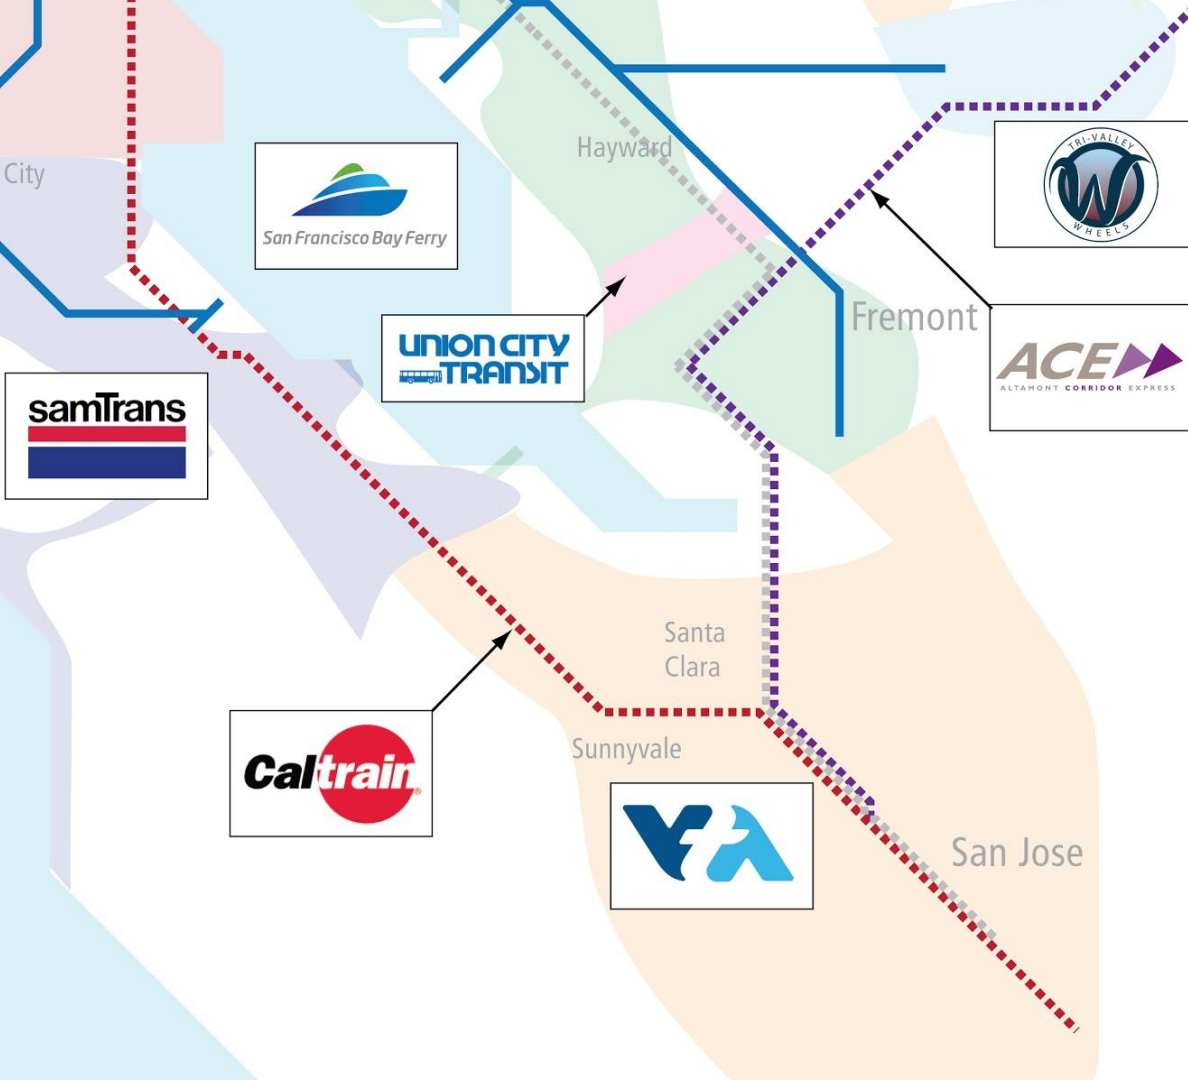 Hayward
City
San Francisco Bay Ferry
TRI-VALLEY
W
WHEELS
UNION CITY
TRANSIT
Fremont
ACE
ALTAMONT CORRIDOR EXPRESS
samTrans
Santa
Clara
Sunnyvale
Caltrain®
VTA
San Jose